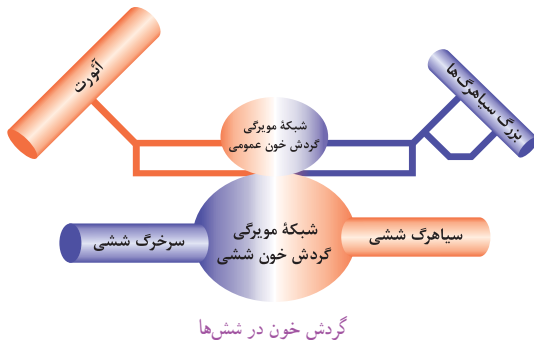 آئورت
بزرگ سیاهرگ‌ها
شبکهٔ مویرگی
گردش خون عمومی
سرخرگ ششی
شبکهٔ مویرگی
گردش خون ششی
سیاهرگ ششی
گردش خون در شش‌ها